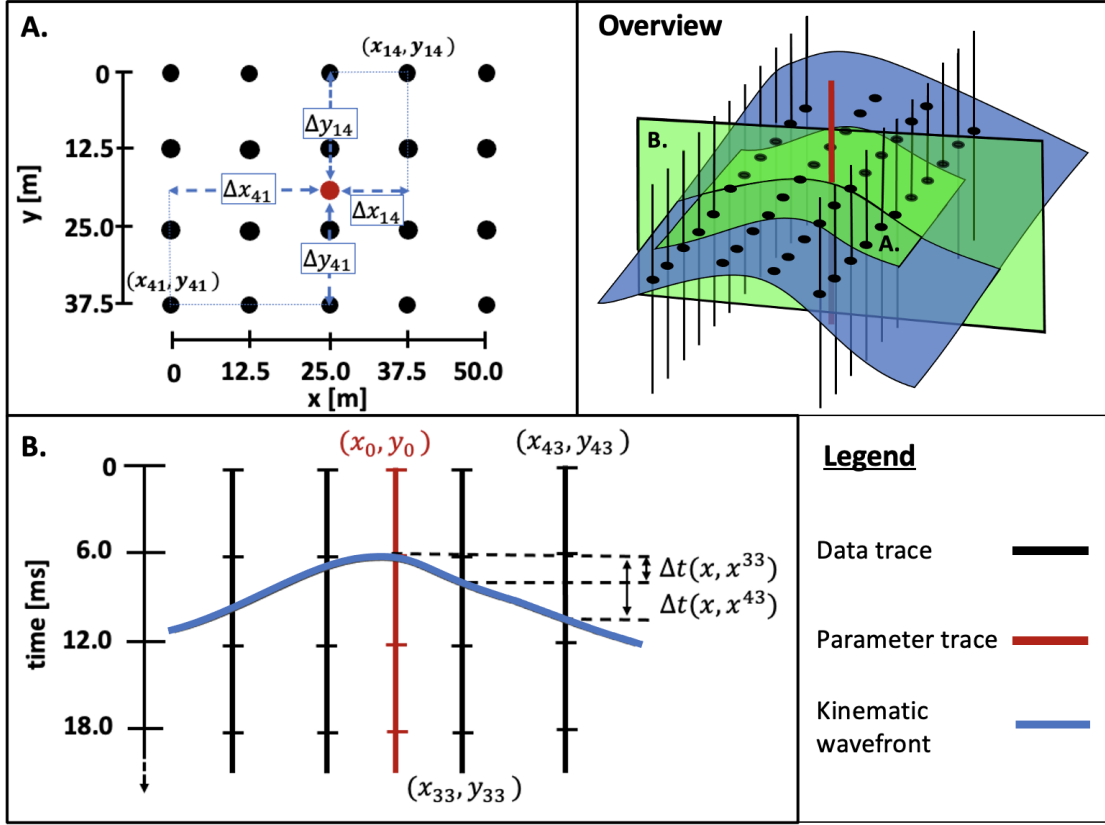 A.
(x₁₄, y₁₄)
0
12.5
25.0
37.5
y [m]
Δy₁₄
Δx₄₁
Δx₁₄
Δy₄₁
(x₄₁, y₄₁)
0 12.5 25.0 37.5 50.0
x [m]
Overview
B.
A.
B.
(x₀, y₀)
(x₄₃, y₄₃)
0
6.0
12.0
18.0
time [ms]
Δt(x, x³³)
Δt(x, x⁴³)
(x₃₃, y₃₃)
Legend
Data trace
Parameter trace
Kinematic
wavefront